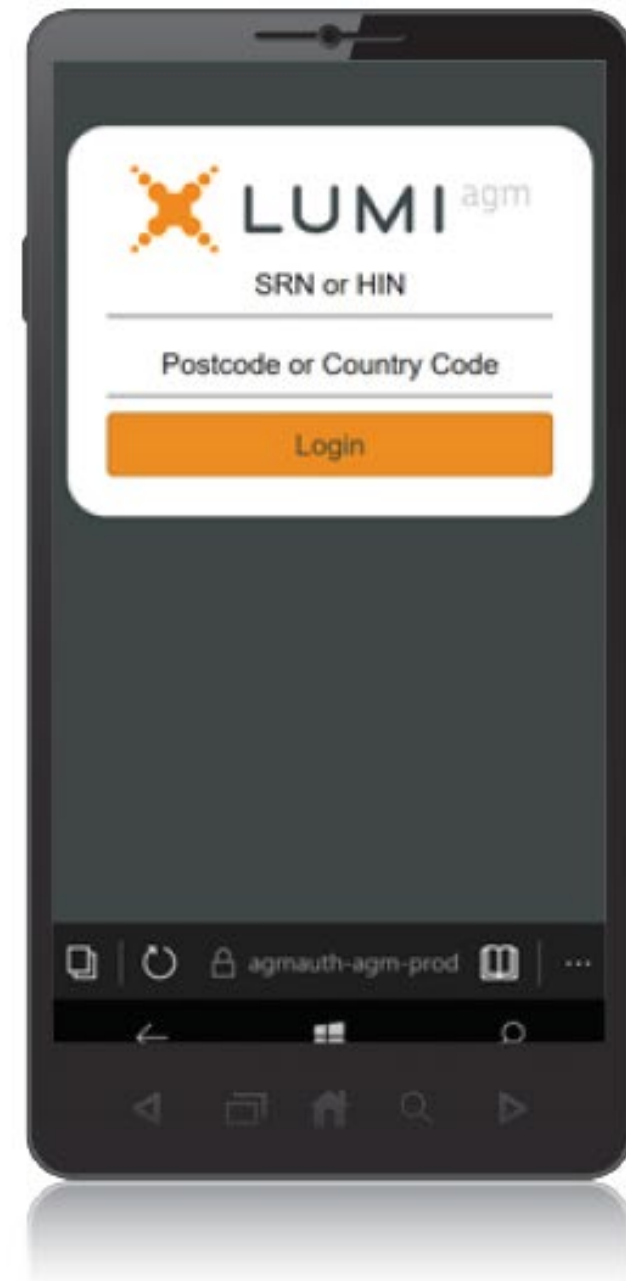 LUMI agm
SRN or HIN
Postcode or Country Code
Login
agmauth-agm-prod